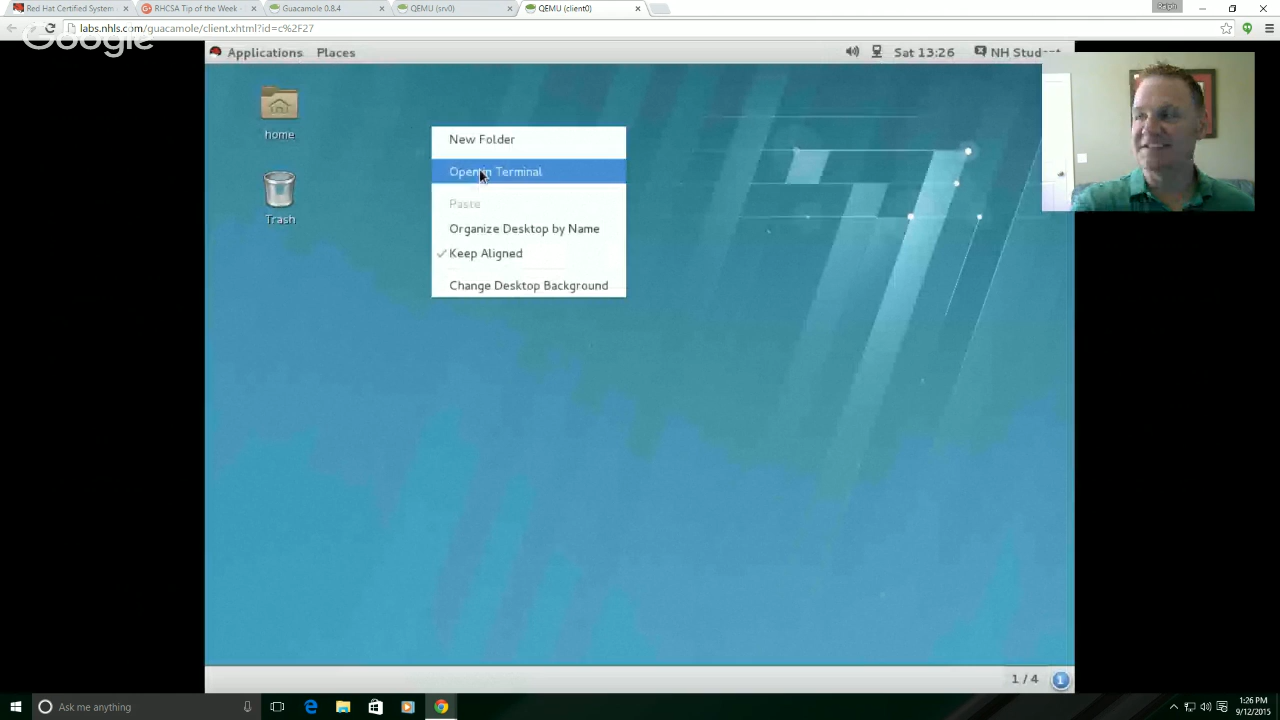 Red Hat Certified System
RHCSA Tip of the Week -
Guacamole 0.8.4
QEMU (srv0)
QEMU (client0)
Ralph
labs.nhls.com/guacamole/client.xhtml?id=c%2F27
Google
Applications
Places
Sat 13:26
NH Student
home
Trash
New Folder
Open in Terminal
Paste
Organize Desktop by Name
Keep Aligned
Change Desktop Background
1 / 4
1
Ask me anything
1:26 PM
9/12/2015